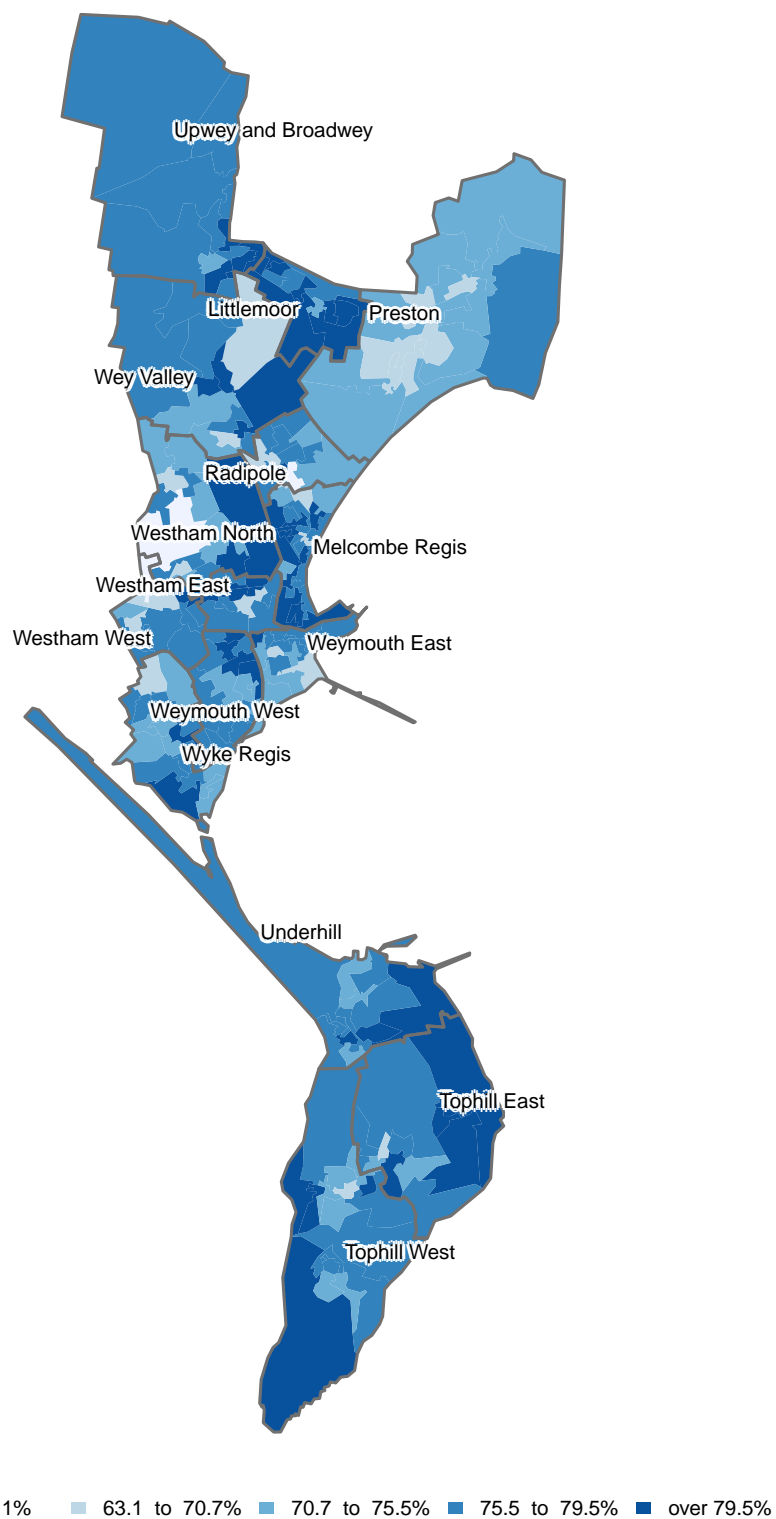 Upwey and Broadwey
Littlemoor
Preston
Wey Valley
Radipole
Westham North
Melcombe Regis
Westham East
Westham West
Weymouth East
Weymouth West
Wyke Regis
Underhill
Tophill East
Tophill West
1% 63.1 to 70.7% 70.7 to 75.5% 75.5 to 79.5% over 79.5%